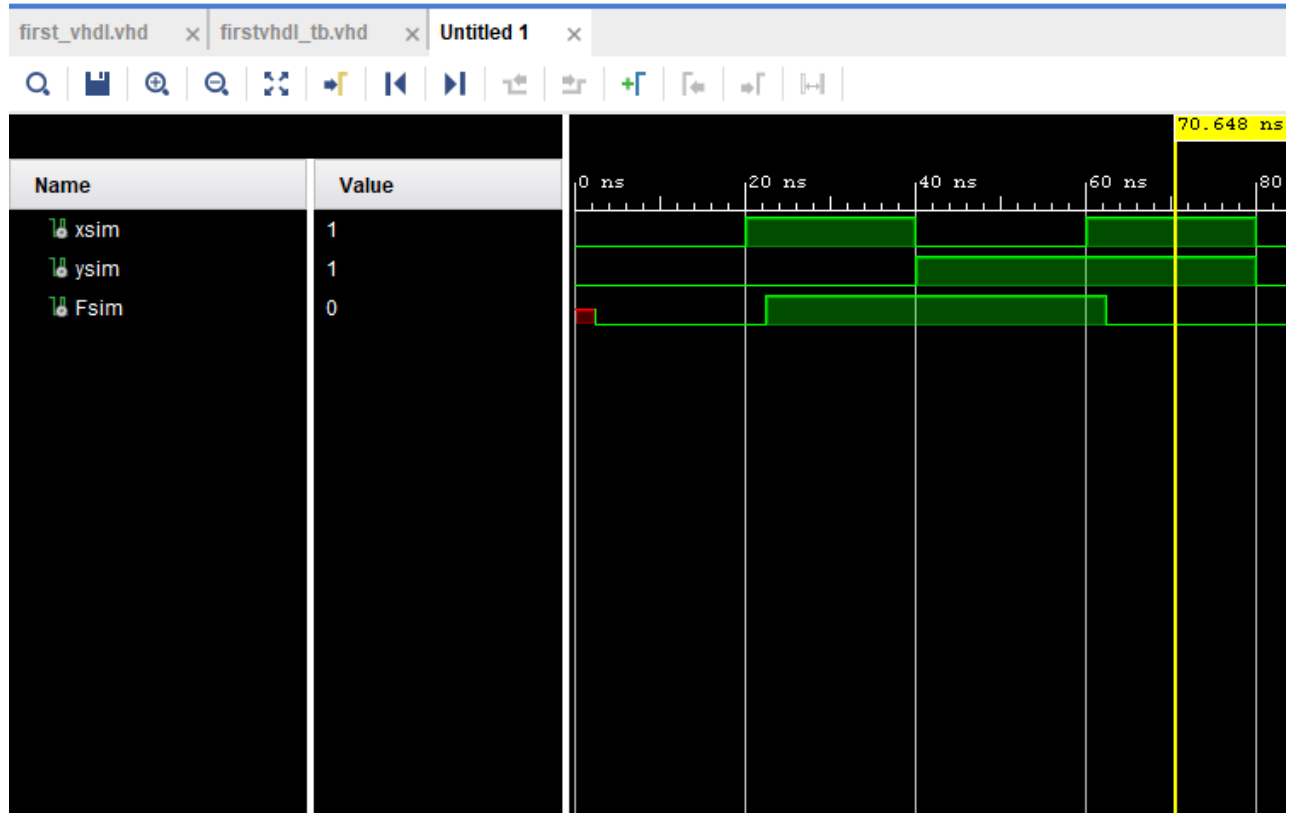 first_vhdl.vhd firstvhdl_tb.vhd Untitled 1
70.648 ns
Name Value 0 ns 20 ns 40 ns 60 ns 80
xsim 1
ysim 1
Fsim 0